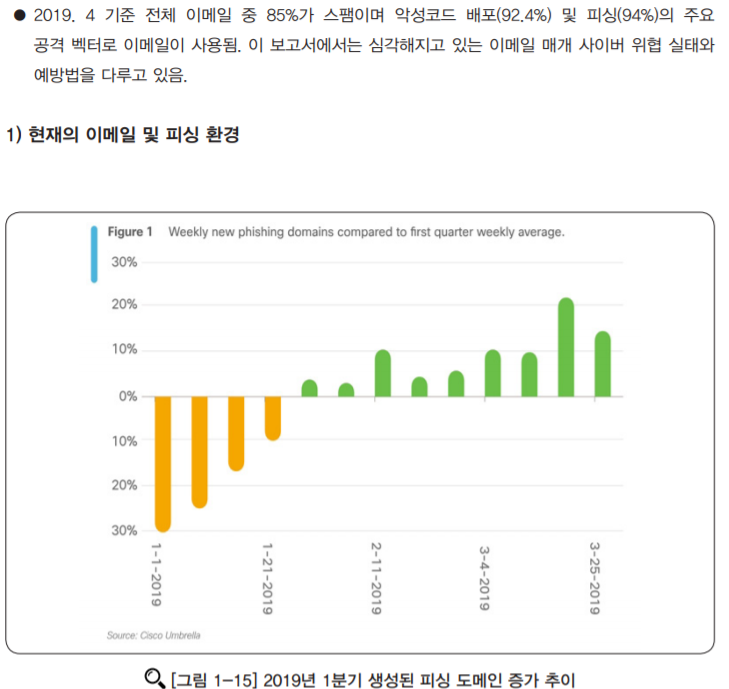 ● 2019. 4 기준 전체 이메일 중 85%가 스팸이며 악성코드 배포(92.4%) 및 피싱(94%)의 주요
공격 벡터로 이메일이 사용됨. 이 보고서에서는 심각해지고 있는 이메일 매개 사이버 위협 실태와
예방법을 다루고 있음.
1) 현재의 이메일 및 피싱 환경
Figure 1 Weekly new phishing domains compared to first quarter weekly average.
30%
20%
10%
0%
10%
20%
30%
1-1-2019
1-21-2019
2-11-2019
3-4-2019
3-25-2019
Source: Cisco Umbrella
[그림 1-15] 2019년 1분기 생성된 피싱 도메인 증가 추이